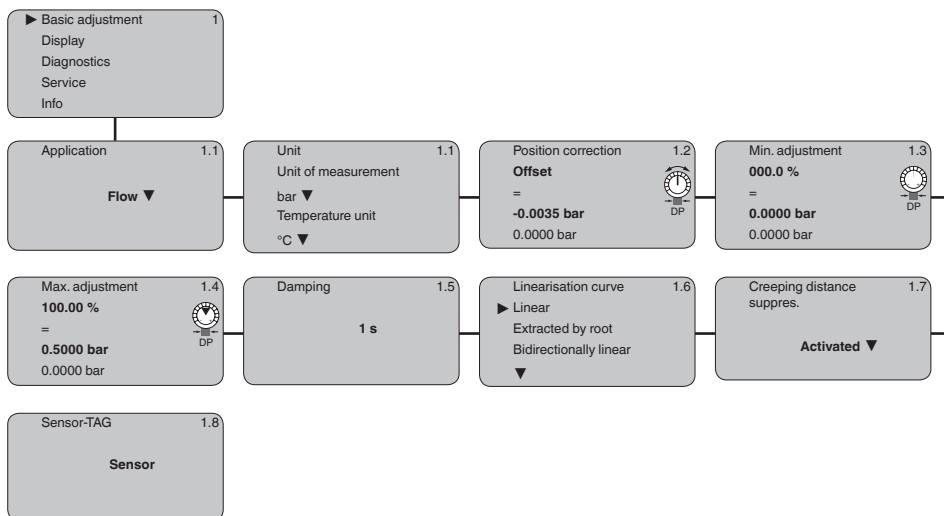 ▶ Basic adjustment 1
Display
Diagnostics
Service
Info
Application 1.1
Flow ▼
Unit 1.1
Unit of measurement
bar ▼
Temperature unit
°C ▼
Position correction 1.2
Offset
=
-0.0035 bar
0.0000 bar
DP
Min. adjustment 1.3
000.0 %
=
0.0000 bar
0.0000 bar
DP
Max. adjustment 1.4
100.00 %
=
0.5000 bar
0.0000 bar
DP
Damping 1.5
1 s
Linearisation curve 1.6
▶ Linear
Extracted by root
Bidirectionally linear
▼
Creeping distance 1.7
suppres.
Activated ▼
Sensor-TAG 1.8
Sensor